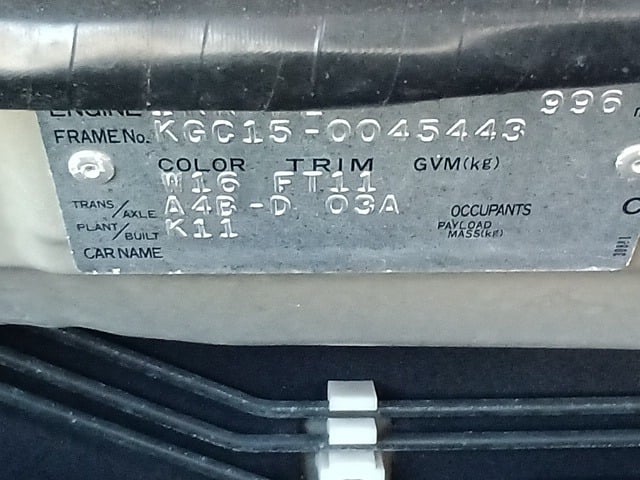 ENGINE 996
FRAME No. KGC15-0045443
COLOR TRIM GVM(kg)
W16 FT11
TRANS/AXLE A4B-D 03A OCCUPANTS
PLANT/BUILT K11 PAYLOAD MASS(kg)
CAR NAME